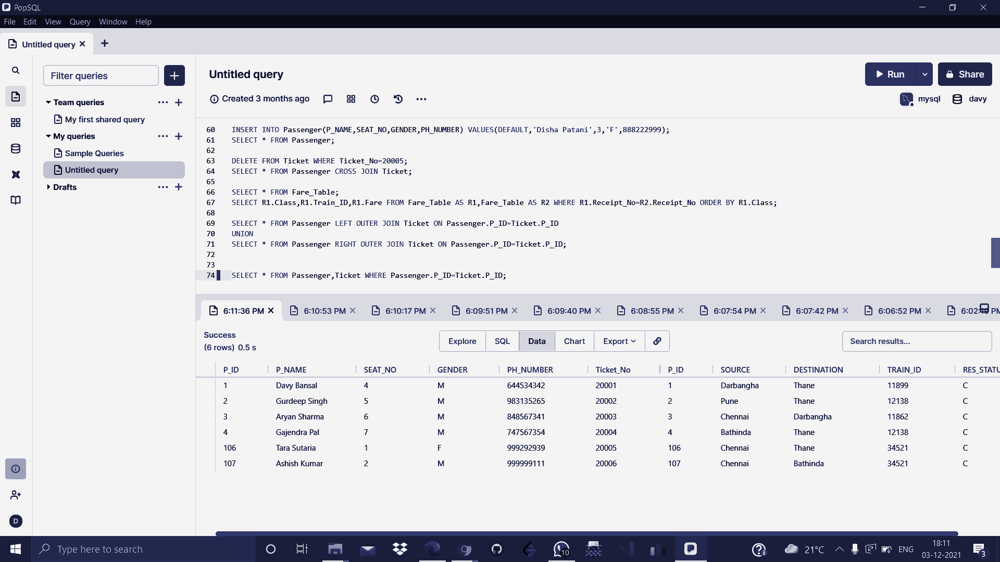 PopSQL
File Edit View Query Window Help
Untitled query
Filter queries
Team queries
My first shared query
My queries
Sample Queries
Untitled query
Drafts
D
Untitled query
Run
Share
Created 3 months ago
mysql davy
60 INSERT INTO Passenger(P_NAME,SEAT_NO,GENDER,PH_NUMBER) VALUES(DEFAULT,'Disha Patani',3,'F',888222999);
61 SELECT * FROM Passenger;
62
63 DELETE FROM Ticket WHERE Ticket_No=20005;
64 SELECT * FROM Passenger CROSS JOIN Ticket;
65
66 SELECT * FROM Fare_Table;
67 SELECT R1.Class,R1.Train_ID,R1.Fare FROM Fare_Table AS R1,Fare_Table AS R2 WHERE R1.Receipt_No=R2.Receipt_No ORDER BY R1.Class;
68
69 SELECT * FROM Passenger LEFT OUTER JOIN Ticket ON Passenger.P_ID=Ticket.P_ID
70 UNION
71 SELECT * FROM Passenger RIGHT OUTER JOIN Ticket ON Passenger.P_ID=Ticket.P_ID;
72
73
74 SELECT * FROM Passenger,Ticket WHERE Passenger.P_ID=Ticket.P_ID;
6:11:36 PM 6:10:53 PM 6:10:17 PM 6:09:51 PM 6:09:40 PM 6:08:55 PM 6:07:54 PM 6:07:42 PM 6:06:52 PM
Success
(6 rows) 0.5 s
Explore SQL Data Chart Export
Search results...
P_ID P_NAME SEAT_NO GENDER PH_NUMBER Ticket_No P_ID SOURCE DESTINATION TRAIN_ID RES_STATU
1 Davy Bansal 4 M 644534342 20001 1 Darbangha Thane 11899 C
2 Gurdeep Singh 5 M 983135265 20002 2 Pune Thane 12138 C
3 Aryan Sharma 6 M 848567341 20003 3 Chennai Darbangha 11862 C
4 Gajendra Pal 7 M 747567354 20004 4 Bathinda Thane 12138 C
106 Tara Sutaria 1 F 999292939 20005 106 Chennai Thane 34521 C
107 Ashish Kumar 2 M 999999111 20006 107 Chennai Bathinda 34521 C
Type here to search
10
21°C
ENG
18:11
03-12-2021
3